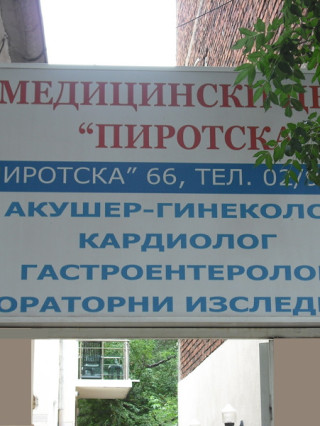 МЕДИЦИНСКИ
“ПИРОТСКА
ИРОТСКА” 66, ТЕЛ. 02/
АКУШЕР-ГИНЕКОЛО
КАРДИОЛОГ
ГАСТРОЕНТЕРОЛО
ОРАТОРНИ ИЗСЛЕД